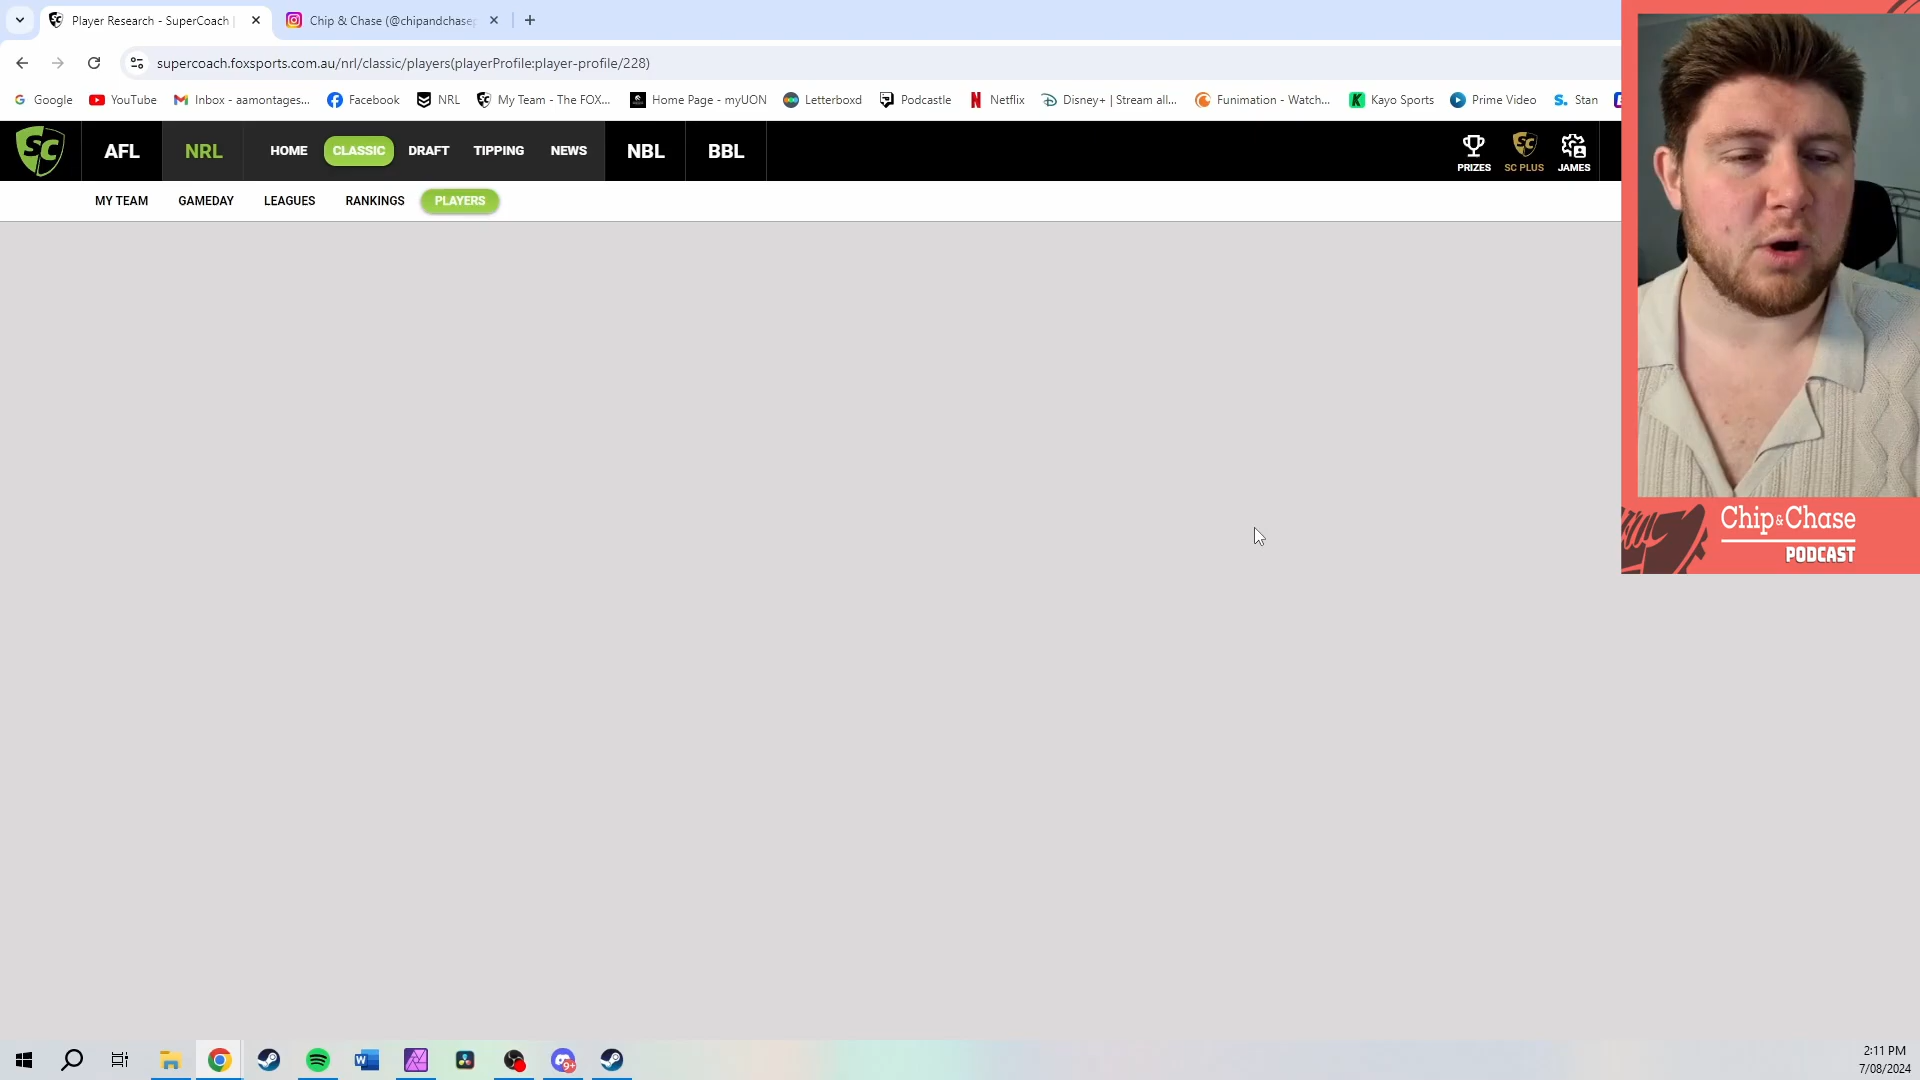 Player Research - SuperCoach
Chip & Chase (@chipandchasep
supercoach.foxsports.com.au/nrl/classic/players(playerProfile:player-profile/228)
Google
YouTube
Inbox - aamontages...
Facebook
NRL
My Team - The FOX...
Home Page - myUON
Letterboxd
Podcastle
Netflix
Disney+ | Stream all...
Funimation - Watch...
Kayo Sports
Prime Video
S. Stan
SC
AFL
NRL
HOME
CLASSIC
DRAFT
TIPPING
NEWS
NBL
BBL
PRIZES
SC PLUS
JAMES
MY TEAM
GAMEDAY
LEAGUES
RANKINGS
PLAYERS
Chip & Chase
PODCAST
9+
2:11 PM
7/08/2024